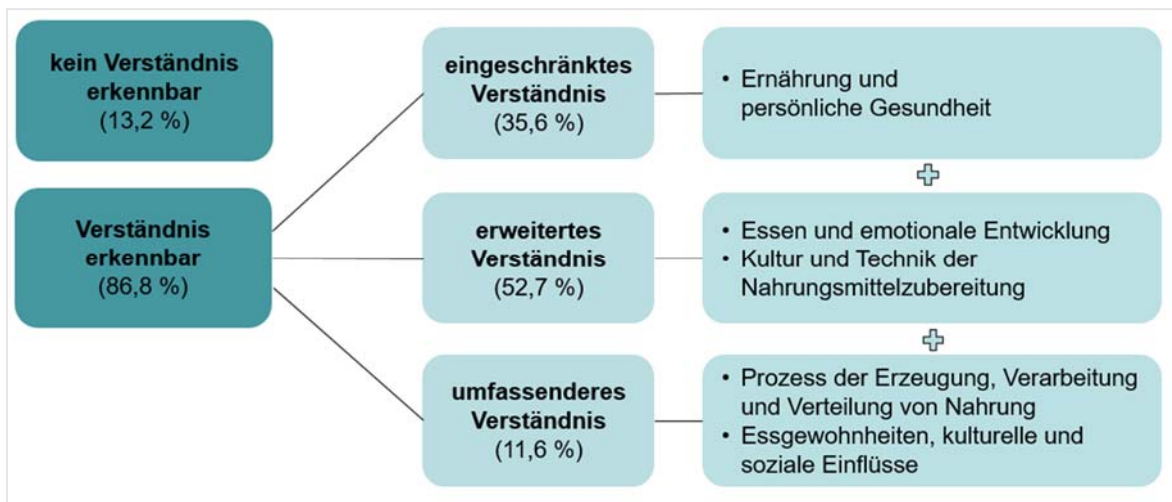 kein Verständnis
erkennbar
(13,2 %)
Verständnis
erkennbar
(86,8 %)
eingeschränktes
Verständnis
(35,6 %)
• Ernährung und
persönliche Gesundheit
erweitertes
Verständnis
(52,7 %)
• Essen und emotionale Entwicklung
• Kultur und Technik der
Nahrungsmittelzubereitung
umfassenderes
Verständnis
(11,6 %)
• Prozess der Erzeugung, Verarbeitung
und Verteilung von Nahrung
• Essgewohnheiten, kulturelle und
soziale Einflüsse